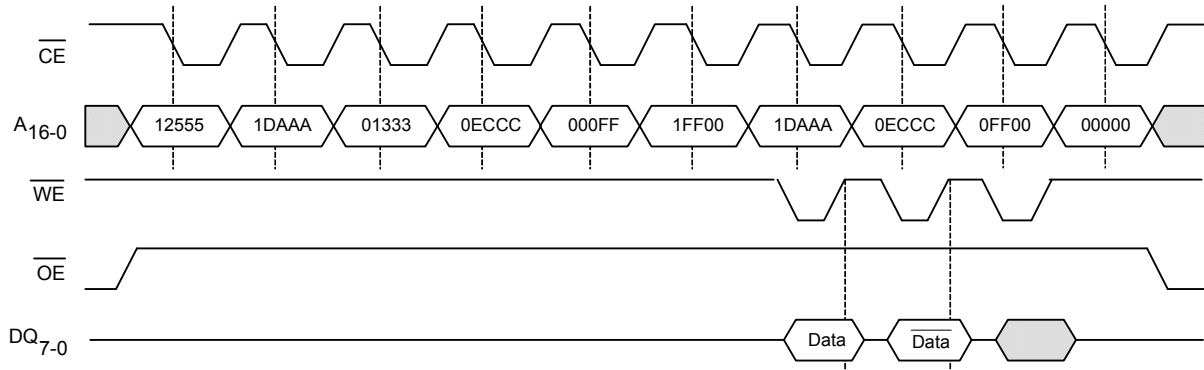 CE
A16-0 12555 1DAAA 01333 0ECCC 000FF 1FF00 1DAAA 0ECCC 0FF00 00000
WE
OE
DQ7-0 Data Data